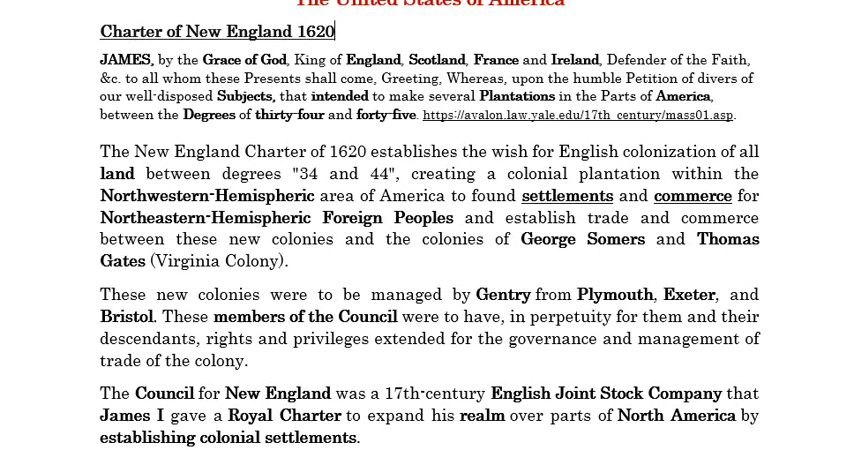 The United States of America
Charter of New England 1620
JAMES, by the Grace of God, King of England, Scotland, France and Ireland, Defender of the Faith,
&c. to all whom these Presents shall come, Greeting, Whereas, upon the humble Petition of divers of
our well-disposed Subjects, that intended to make several Plantations in the Parts of America,
between the Degrees of thirty-four and forty-five. https://avalon.law.yale.edu/17th_century/mass01.asp.
The New England Charter of 1620 establishes the wish for English colonization of all
land between degrees "34 and 44", creating a colonial plantation within the
Northwestern-Hemispheric area of America to found settlements and commerce for
Northeastern-Hemispheric Foreign Peoples and establish trade and commerce
between these new colonies and the colonies of George Somers and Thomas
Gates (Virginia Colony).
These new colonies were to be managed by Gentry from Plymouth, Exeter, and
Bristol. These members of the Council were to have, in perpetuity for them and their
descendants, rights and privileges extended for the governance and management of
trade of the colony.
The Council for New England was a 17th-century English Joint Stock Company that
James I gave a Royal Charter to expand his realm over parts of North America by
establishing colonial settlements.